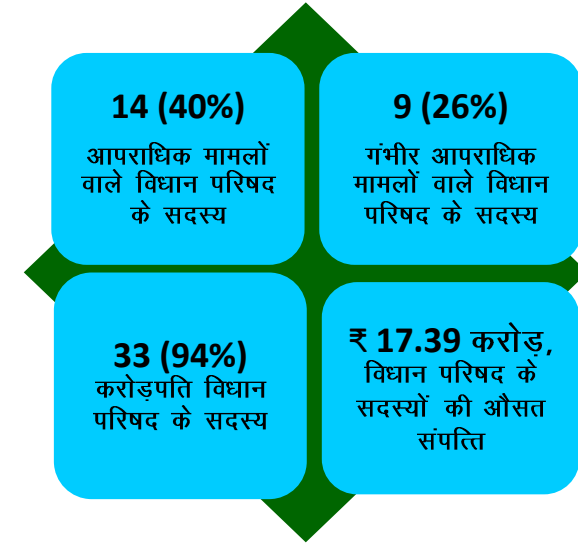 14 (40%)
आपराधिक मामलों
वाले विधान परिषद
के सदस्य
9 (26%)
गंभीर आपराधिक
मामलों वाले विधान
परिषद के सदस्य
33 (94%)
करोड़पति विधान
परिषद के सदस्य
₹ 17.39 करोड़,
विधान परिषद के
सदस्यों की औसत
संपत्ति